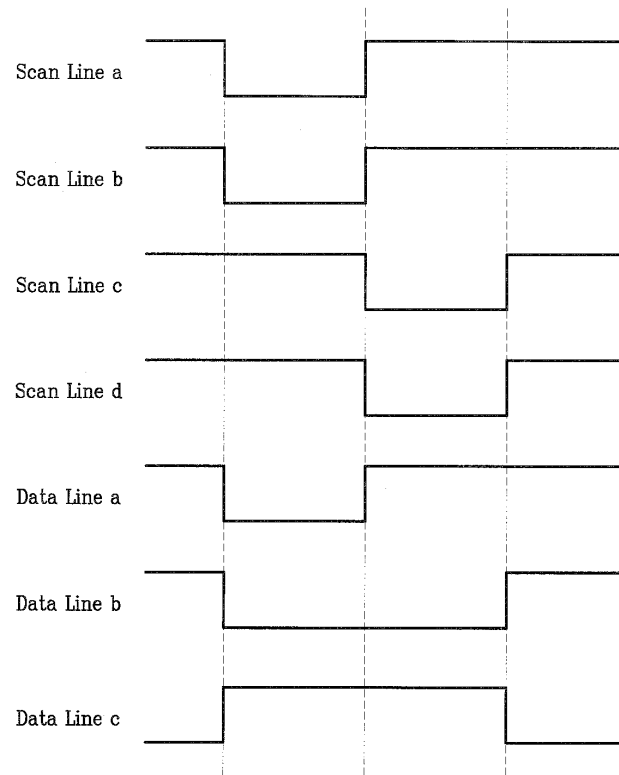 Scan Line a
Scan Line b
Scan Line c
Scan Line d
Data Line a
Data Line b
Data Line c